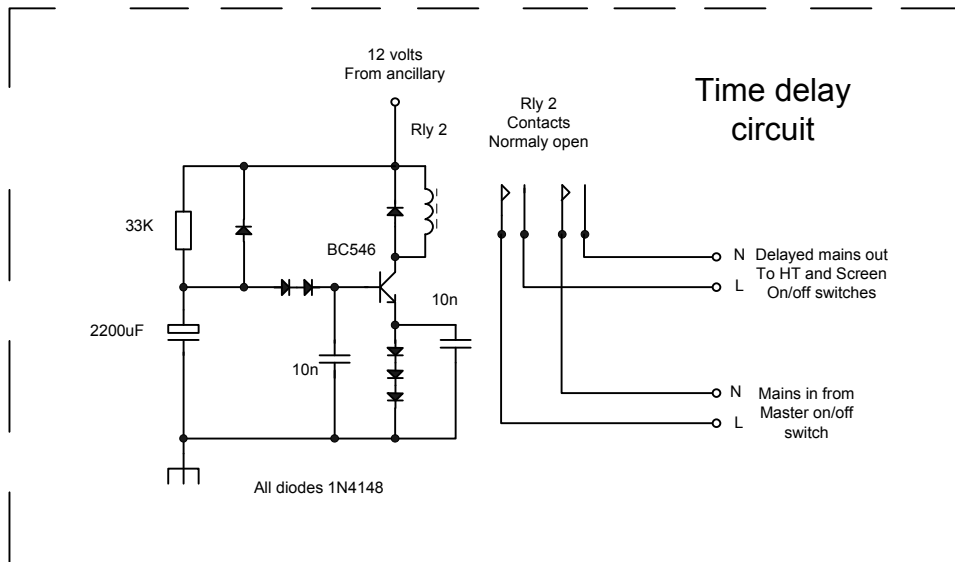 12 volts
From ancillary
Rly 2
Rly 2
Contacts
Normaly open
Time delay
circuit
33K
BC546
10n
2200uF
10n
N
L
Delayed mains out
To HT and Screen
On/off switches
N
L
Mains in from
Master on/off
switch
All diodes 1N4148